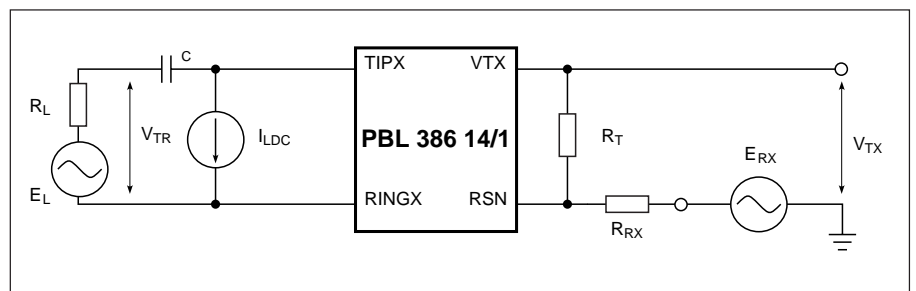 C
TIPX VTX
R_L
V_TR
I_LDC
PBL 386 14/1
R_T
E_RX
V_TX
E_L
RINGX RSN
R_RX